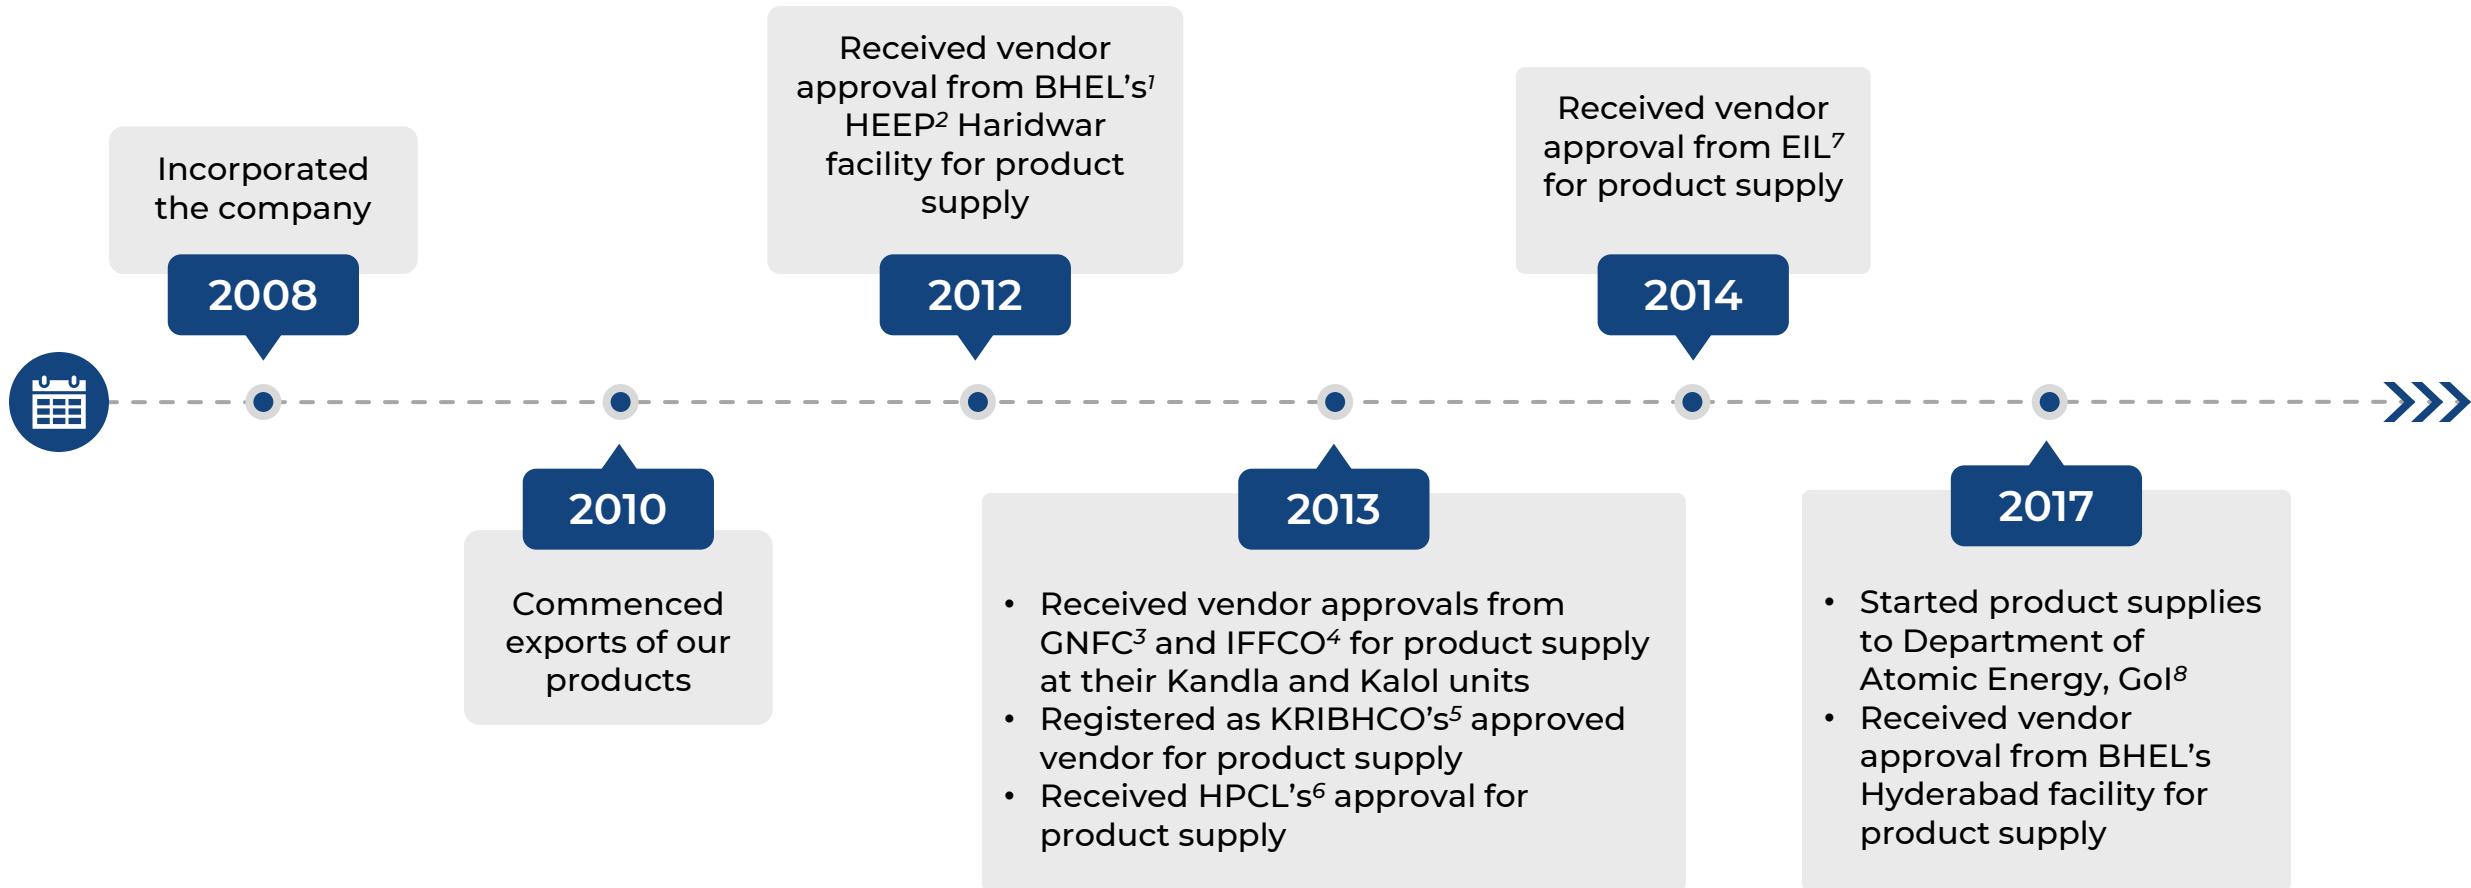 Incorporated
the company
2008
2010
Commenced
exports of our
products
Received vendor
approval from BHEL’s¹
HEEP² Haridwar
facility for product
supply
2012
2013
• Received vendor approvals from
GNFC³ and IFFCO⁴ for product supply
at their Kandla and Kalol units
• Registered as KRIBHCO’s⁵ approved
vendor for product supply
• Received HPCL’s⁶ approval for
product supply
Received vendor
approval from EIL⁷
for product supply
2014
2017
• Started product supplies
to Department of
Atomic Energy, GoI⁸
• Received vendor
approval from BHEL’s
Hyderabad facility for
product supply